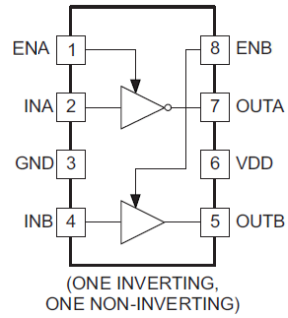 ENA 1 8 ENB
INA 2 7 OUTA
GND 3 6 VDD
INB 4 5 OUTB
(ONE INVERTING,
ONE NON-INVERTING)